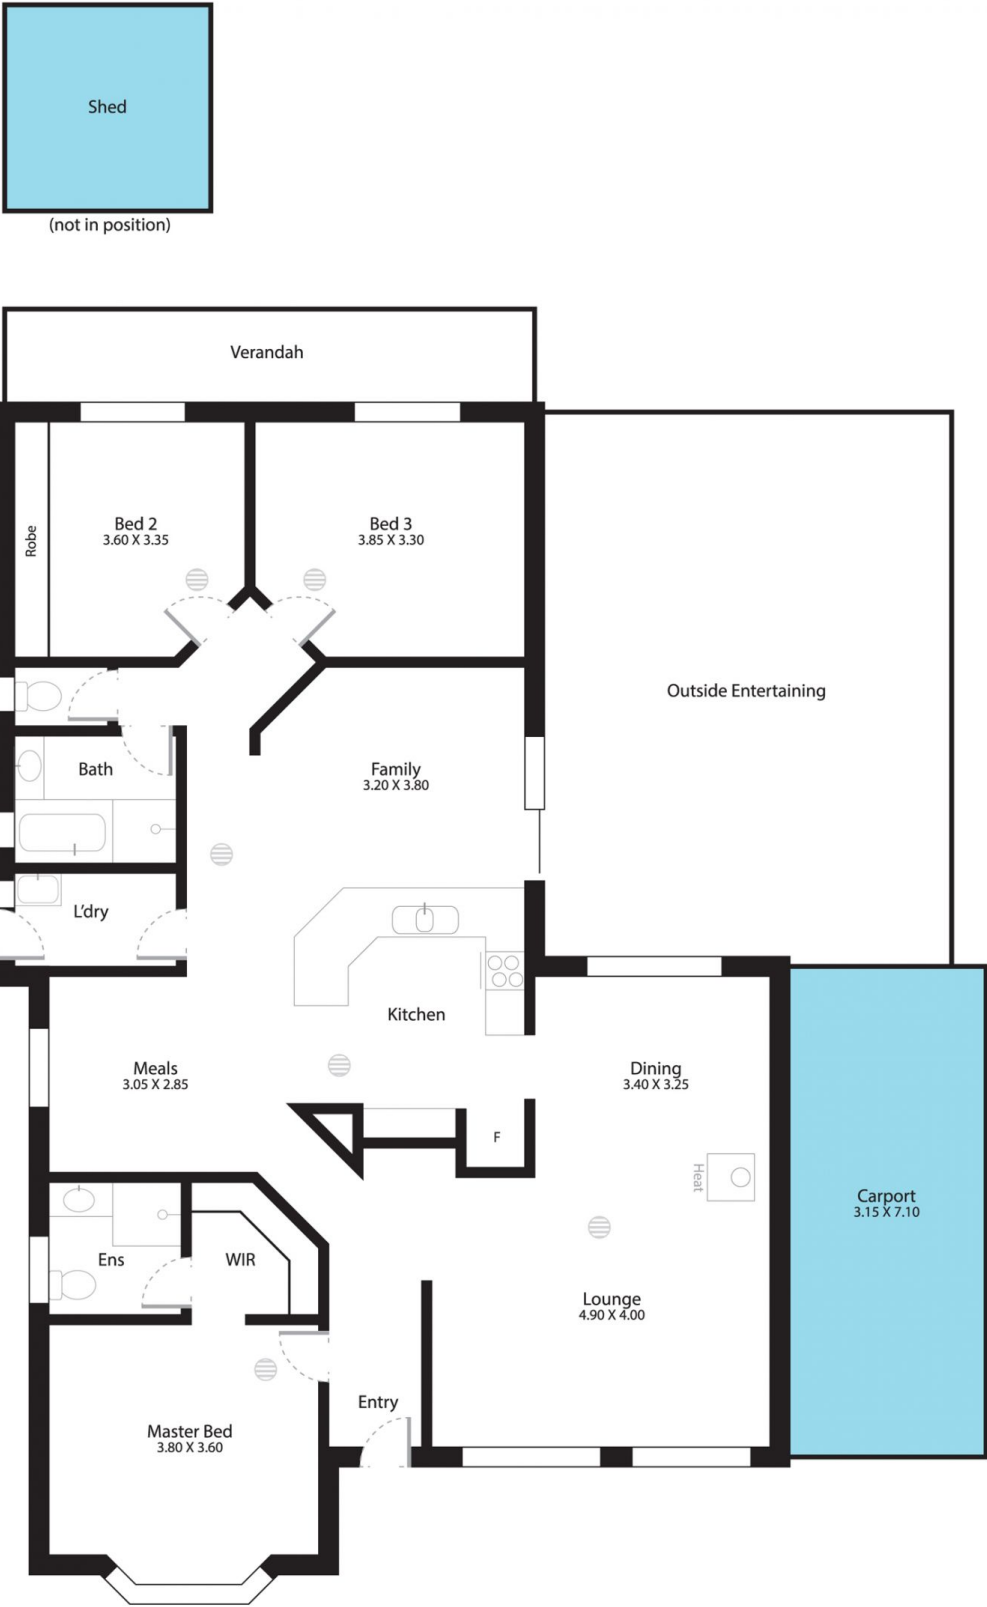 Shed
(not in position)
Verandah
Robe
Bed 2
3.60 X 3.35
Bed 3
3.85 X 3.30
Outside Entertaining
Bath
Family
3.20 X 3.80
L'dry
Kitchen
Meals
3.05 X 2.85
Dining
3.40 X 3.25
F
Heat
Carport
3.15 X 7.10
Ens
WIR
Lounge
4.90 X 4.00
Entry
Master Bed
3.80 X 3.60